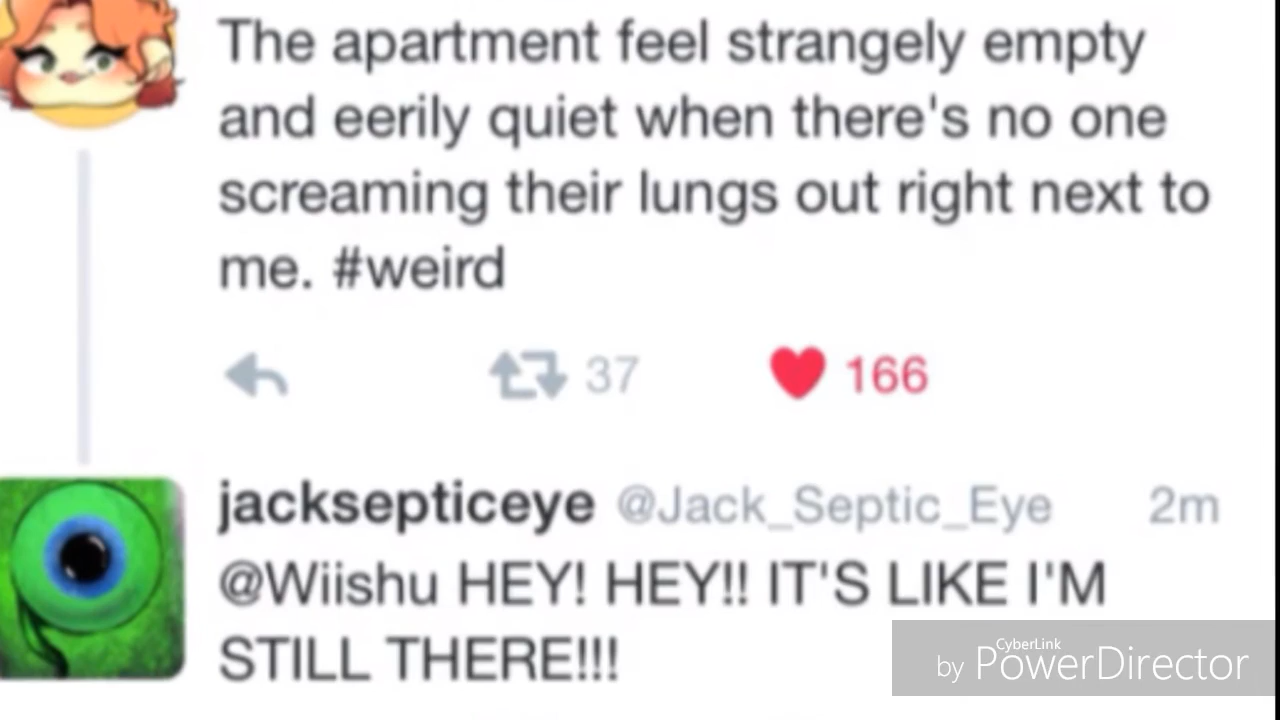 The apartment feel strangely empty
and eerily quiet when there's no one
screaming their lungs out right next to
me. #weird
37 166
jacksepticeye @Jack_Septic_Eye 2m
@Wiishu HEY! HEY!! IT'S LIKE I'M
STILL THERE!!!
CyberLink
by PowerDirector